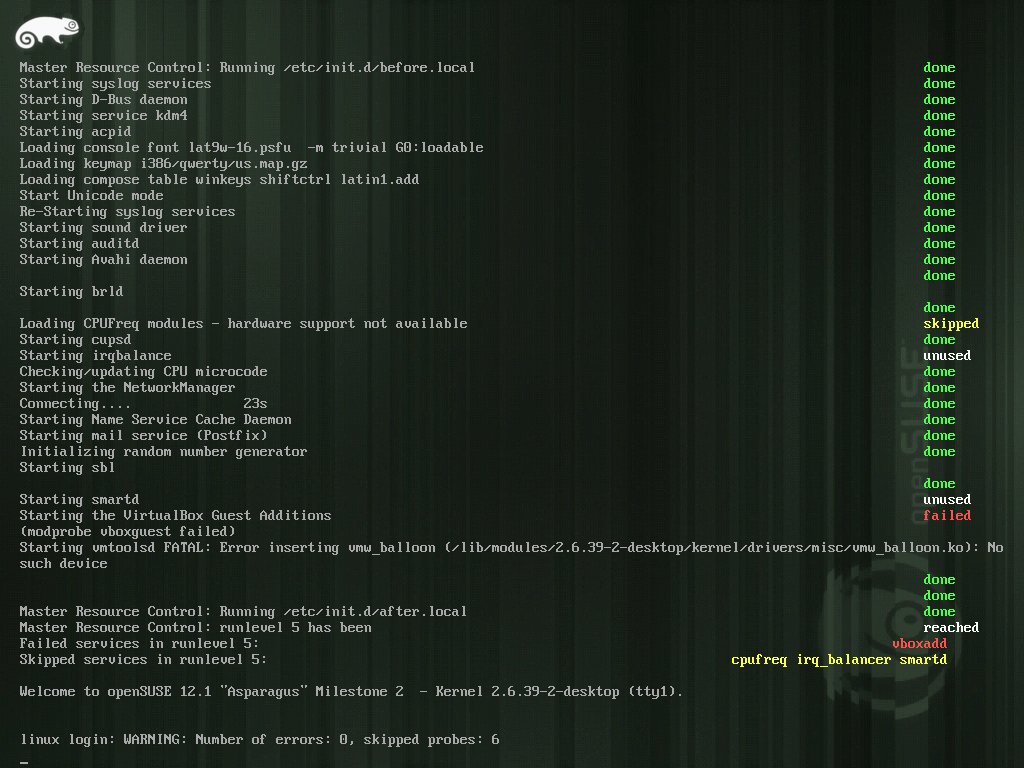 Master Resource Control: Running /etc/init.d/before.local done
Starting syslog services done
Starting D-Bus daemon done
Starting service kdm4 done
Starting acpid done
Loading console font lat9w-16.psfu  -m trivial G0:loadable done
Loading keymap i386/qwerty/us.map.gz done
Loading compose table winkeys shiftctrl latin1.add done
Start Unicode mode done
Re-Starting syslog services done
Starting sound driver done
Starting auditd done
Starting Avahi daemon done
done
Starting brld
done
Loading CPUFreq modules - hardware support not available skipped
Starting cupsd done
Starting irqbalance unused
Checking/updating CPU microcode done
Starting the NetworkManager done
Connecting.... 23s done
Starting Name Service Cache Daemon done
Starting mail service (Postfix) done
Initializing random number generator done
Starting sbl
done
Starting smartd unused
Starting the VirtualBox Guest Additions failed
(modprobe vboxguest failed)
Starting vmtoolsd FATAL: Error inserting vmw_balloon (/lib/modules/2.6.39-2-desktop/kernel/drivers/misc/vmw_balloon.ko): No
such device
done
done
Master Resource Control: Running /etc/init.d/after.local done
Master Resource Control: runlevel 5 has been reached
Failed services in runlevel 5: vboxadd
Skipped services in runlevel 5: cpufreq irq_balancer smartd
Welcome to openSUSE 12.1 "Asparagus" Milestone 2  - Kernel 2.6.39-2-desktop (tty1).
linux login: WARNING: Number of errors: 0, skipped probes: 6
_
openSUSE